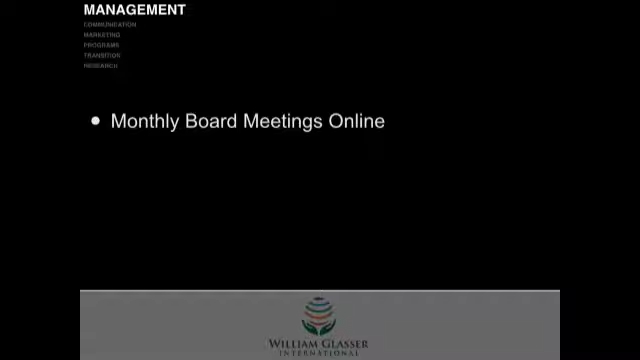 MANAGEMENT
COMMUNICATION
MARKETING
PROGRAMS
TRANSITION
RESEARCH
● Monthly Board Meetings Online
WILLIAM GLASSER
INTERNATIONAL